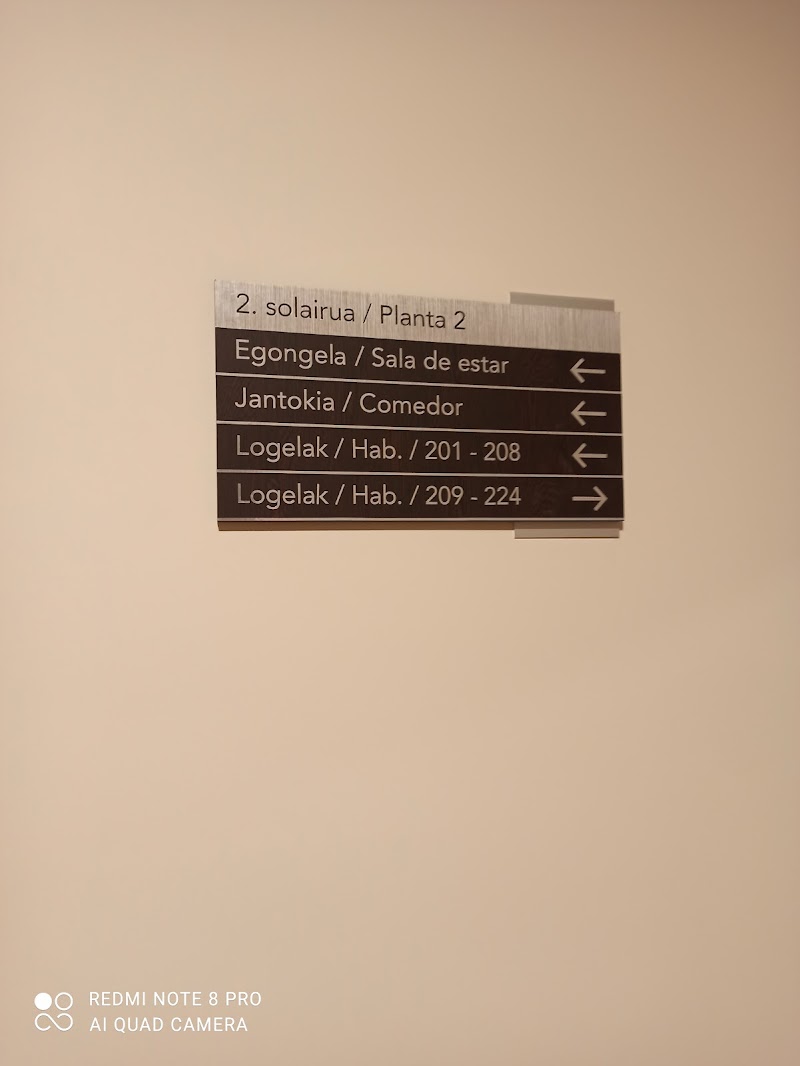 2. solairua / Planta 2
Egongela / Sala de estar ←
Jantokia / Comedor ←
Logelak / Hab. / 201 - 208 ←
Logelak / Hab. / 209 - 224 →
REDMI NOTE 8 PRO
AI QUAD CAMERA